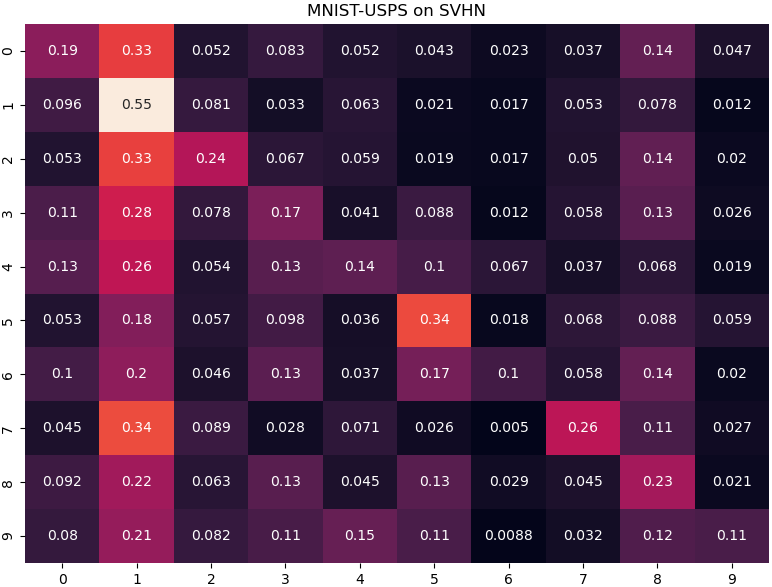 MNIST-USPS on SVHN
0 0.19 0.33 0.052 0.083 0.052 0.043 0.023 0.037 0.14 0.047
1 0.096 0.55 0.081 0.033 0.063 0.021 0.017 0.053 0.078 0.012
2 0.053 0.33 0.24 0.067 0.059 0.019 0.017 0.05 0.14 0.02
3 0.11 0.28 0.078 0.17 0.041 0.088 0.012 0.058 0.13 0.026
4 0.13 0.26 0.054 0.13 0.14 0.1 0.067 0.037 0.068 0.019
5 0.053 0.18 0.057 0.098 0.036 0.34 0.018 0.068 0.088 0.059
6 0.1 0.2 0.046 0.13 0.037 0.17 0.1 0.058 0.14 0.02
7 0.045 0.34 0.089 0.028 0.071 0.026 0.005 0.26 0.11 0.027
8 0.092 0.22 0.063 0.13 0.045 0.13 0.029 0.045 0.23 0.021
9 0.08 0.21 0.082 0.11 0.15 0.11 0.0088 0.032 0.12 0.11
0 1 2 3 4 5 6 7 8 9